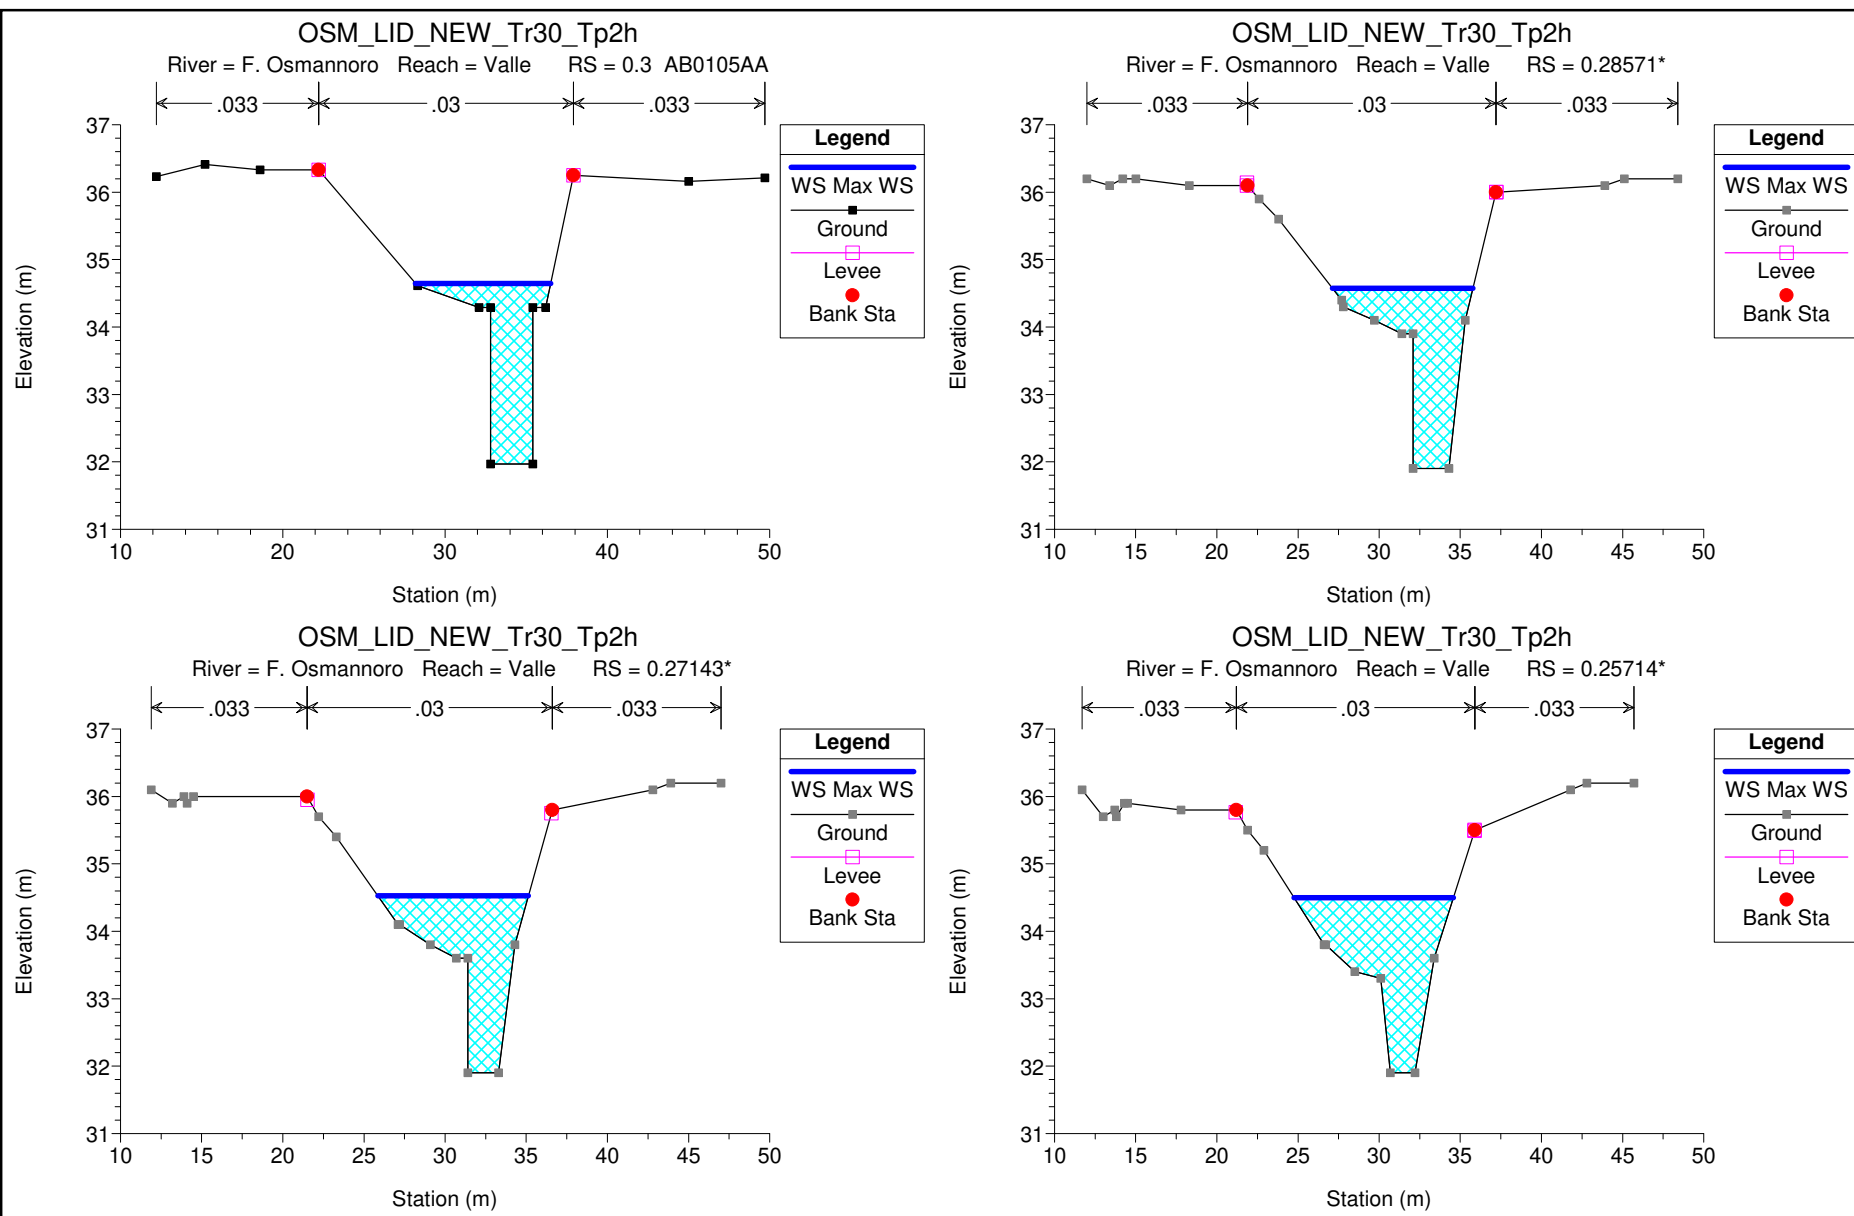 OSM_LID_NEW_Tr30_Tp2h
River = F. Osmannoro Reach = Valle RS = 0.3 AB0105AA
.033 .03 .033
37
36
35
34
33
32
31
10 20 30 40 50
Station (m)
Elevation (m)
Legend
WS Max WS
Ground
Levee
Bank Sta
OSM_LID_NEW_Tr30_Tp2h
River = F. Osmannoro Reach = Valle RS = 0.28571*
.033 .03 .033
37
36
35
34
33
32
31
10 15 20 25 30 35 40 45 50
Station (m)
Elevation (m)
Legend
WS Max WS
Ground
Levee
Bank Sta
OSM_LID_NEW_Tr30_Tp2h
River = F. Osmannoro Reach = Valle RS = 0.27143*
.033 .03 .033
37
36
35
34
33
32
31
10 15 20 25 30 35 40 45 50
Station (m)
Elevation (m)
Legend
WS Max WS
Ground
Levee
Bank Sta
OSM_LID_NEW_Tr30_Tp2h
River = F. Osmannoro Reach = Valle RS = 0.25714*
.033 .03 .033
37
36
35
34
33
32
31
10 15 20 25 30 35 40 45 50
Station (m)
Elevation (m)
Legend
WS Max WS
Ground
Levee
Bank Sta